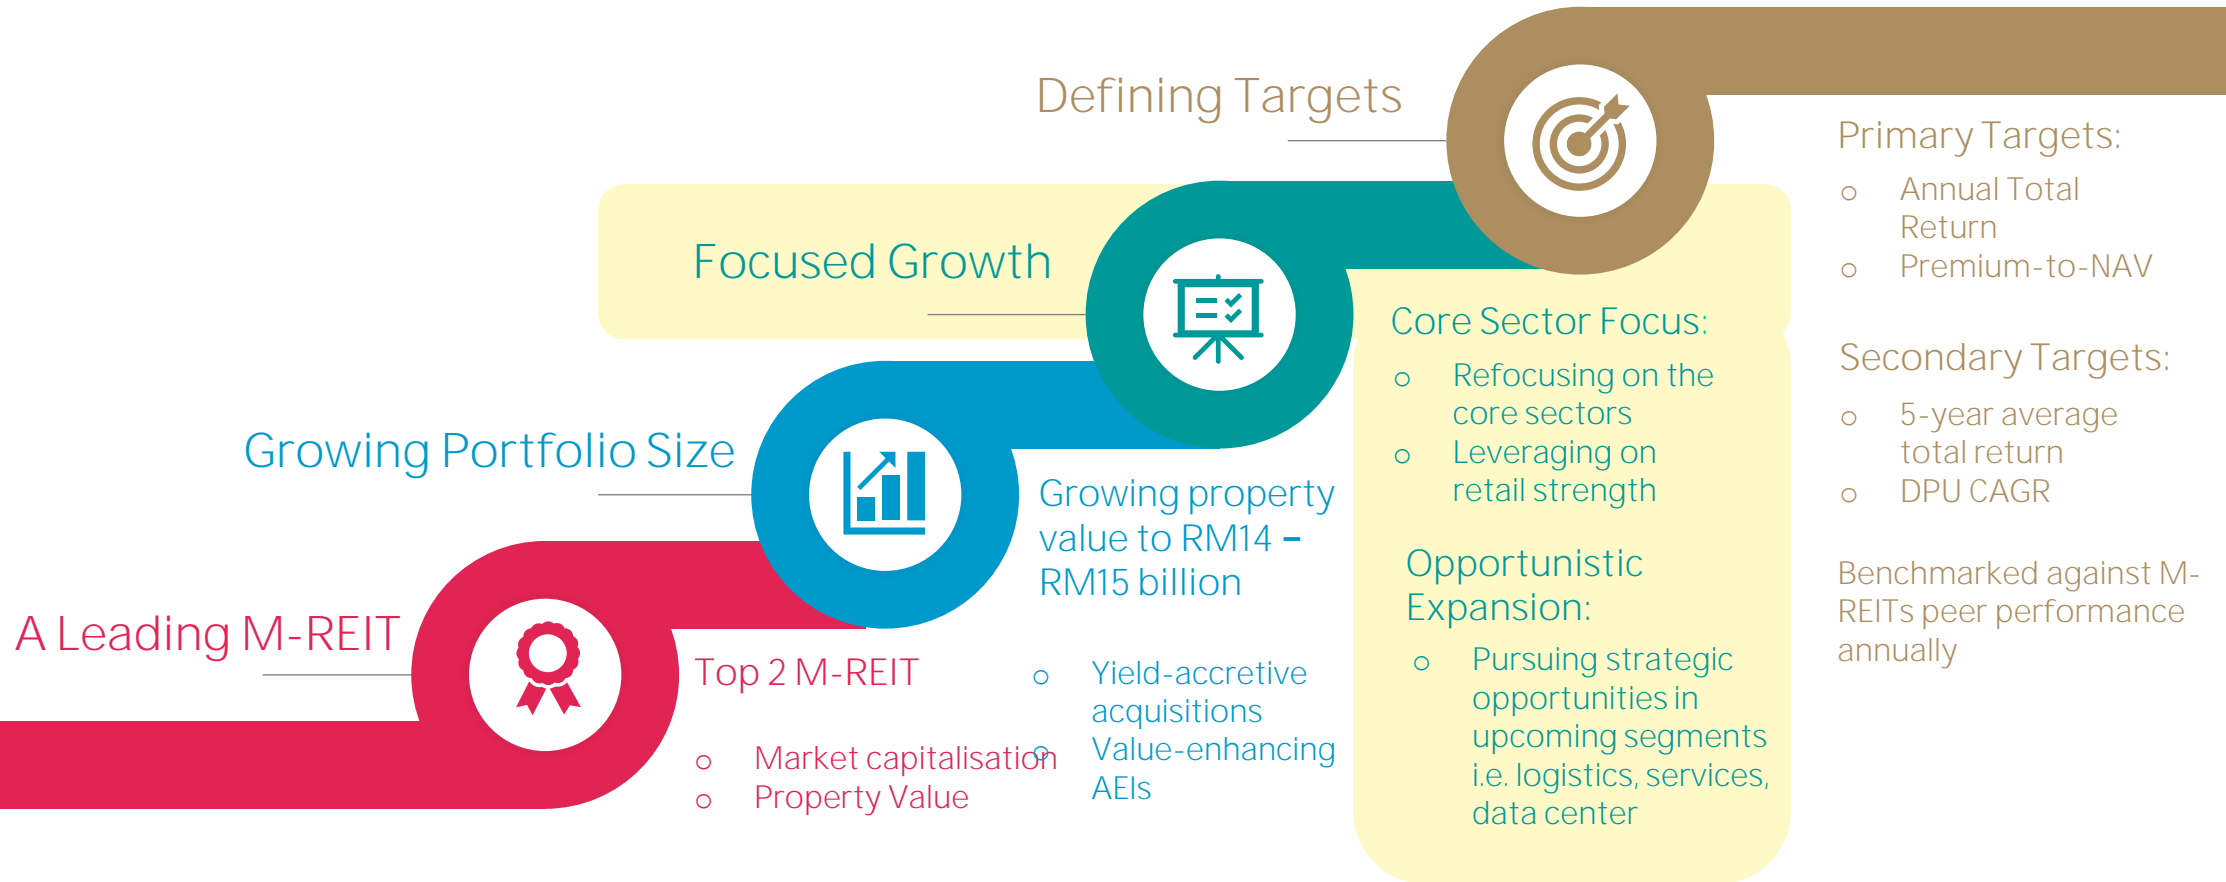 Defining Targets
Focused Growth
Growing Portfolio Size
A Leading M-REIT
Top 2 M-REIT
o Market capitalisation
o Property Value
Growing property
value to RM14 –
RM15 billion
o Yield-accretive
acquisitions
o Value-enhancing
AEIs
Core Sector Focus:
o Refocusing on the
core sectors
o Leveraging on
retail strength
Opportunistic
Expansion:
o Pursuing strategic
opportunities in
upcoming segments
i.e. logistics, services,
data center
Primary Targets:
o Annual Total
Return
o Premium-to-NAV
Secondary Targets:
o 5-year average
total return
o DPU CAGR
Benchmarked against M-
REITs peer performance
annually